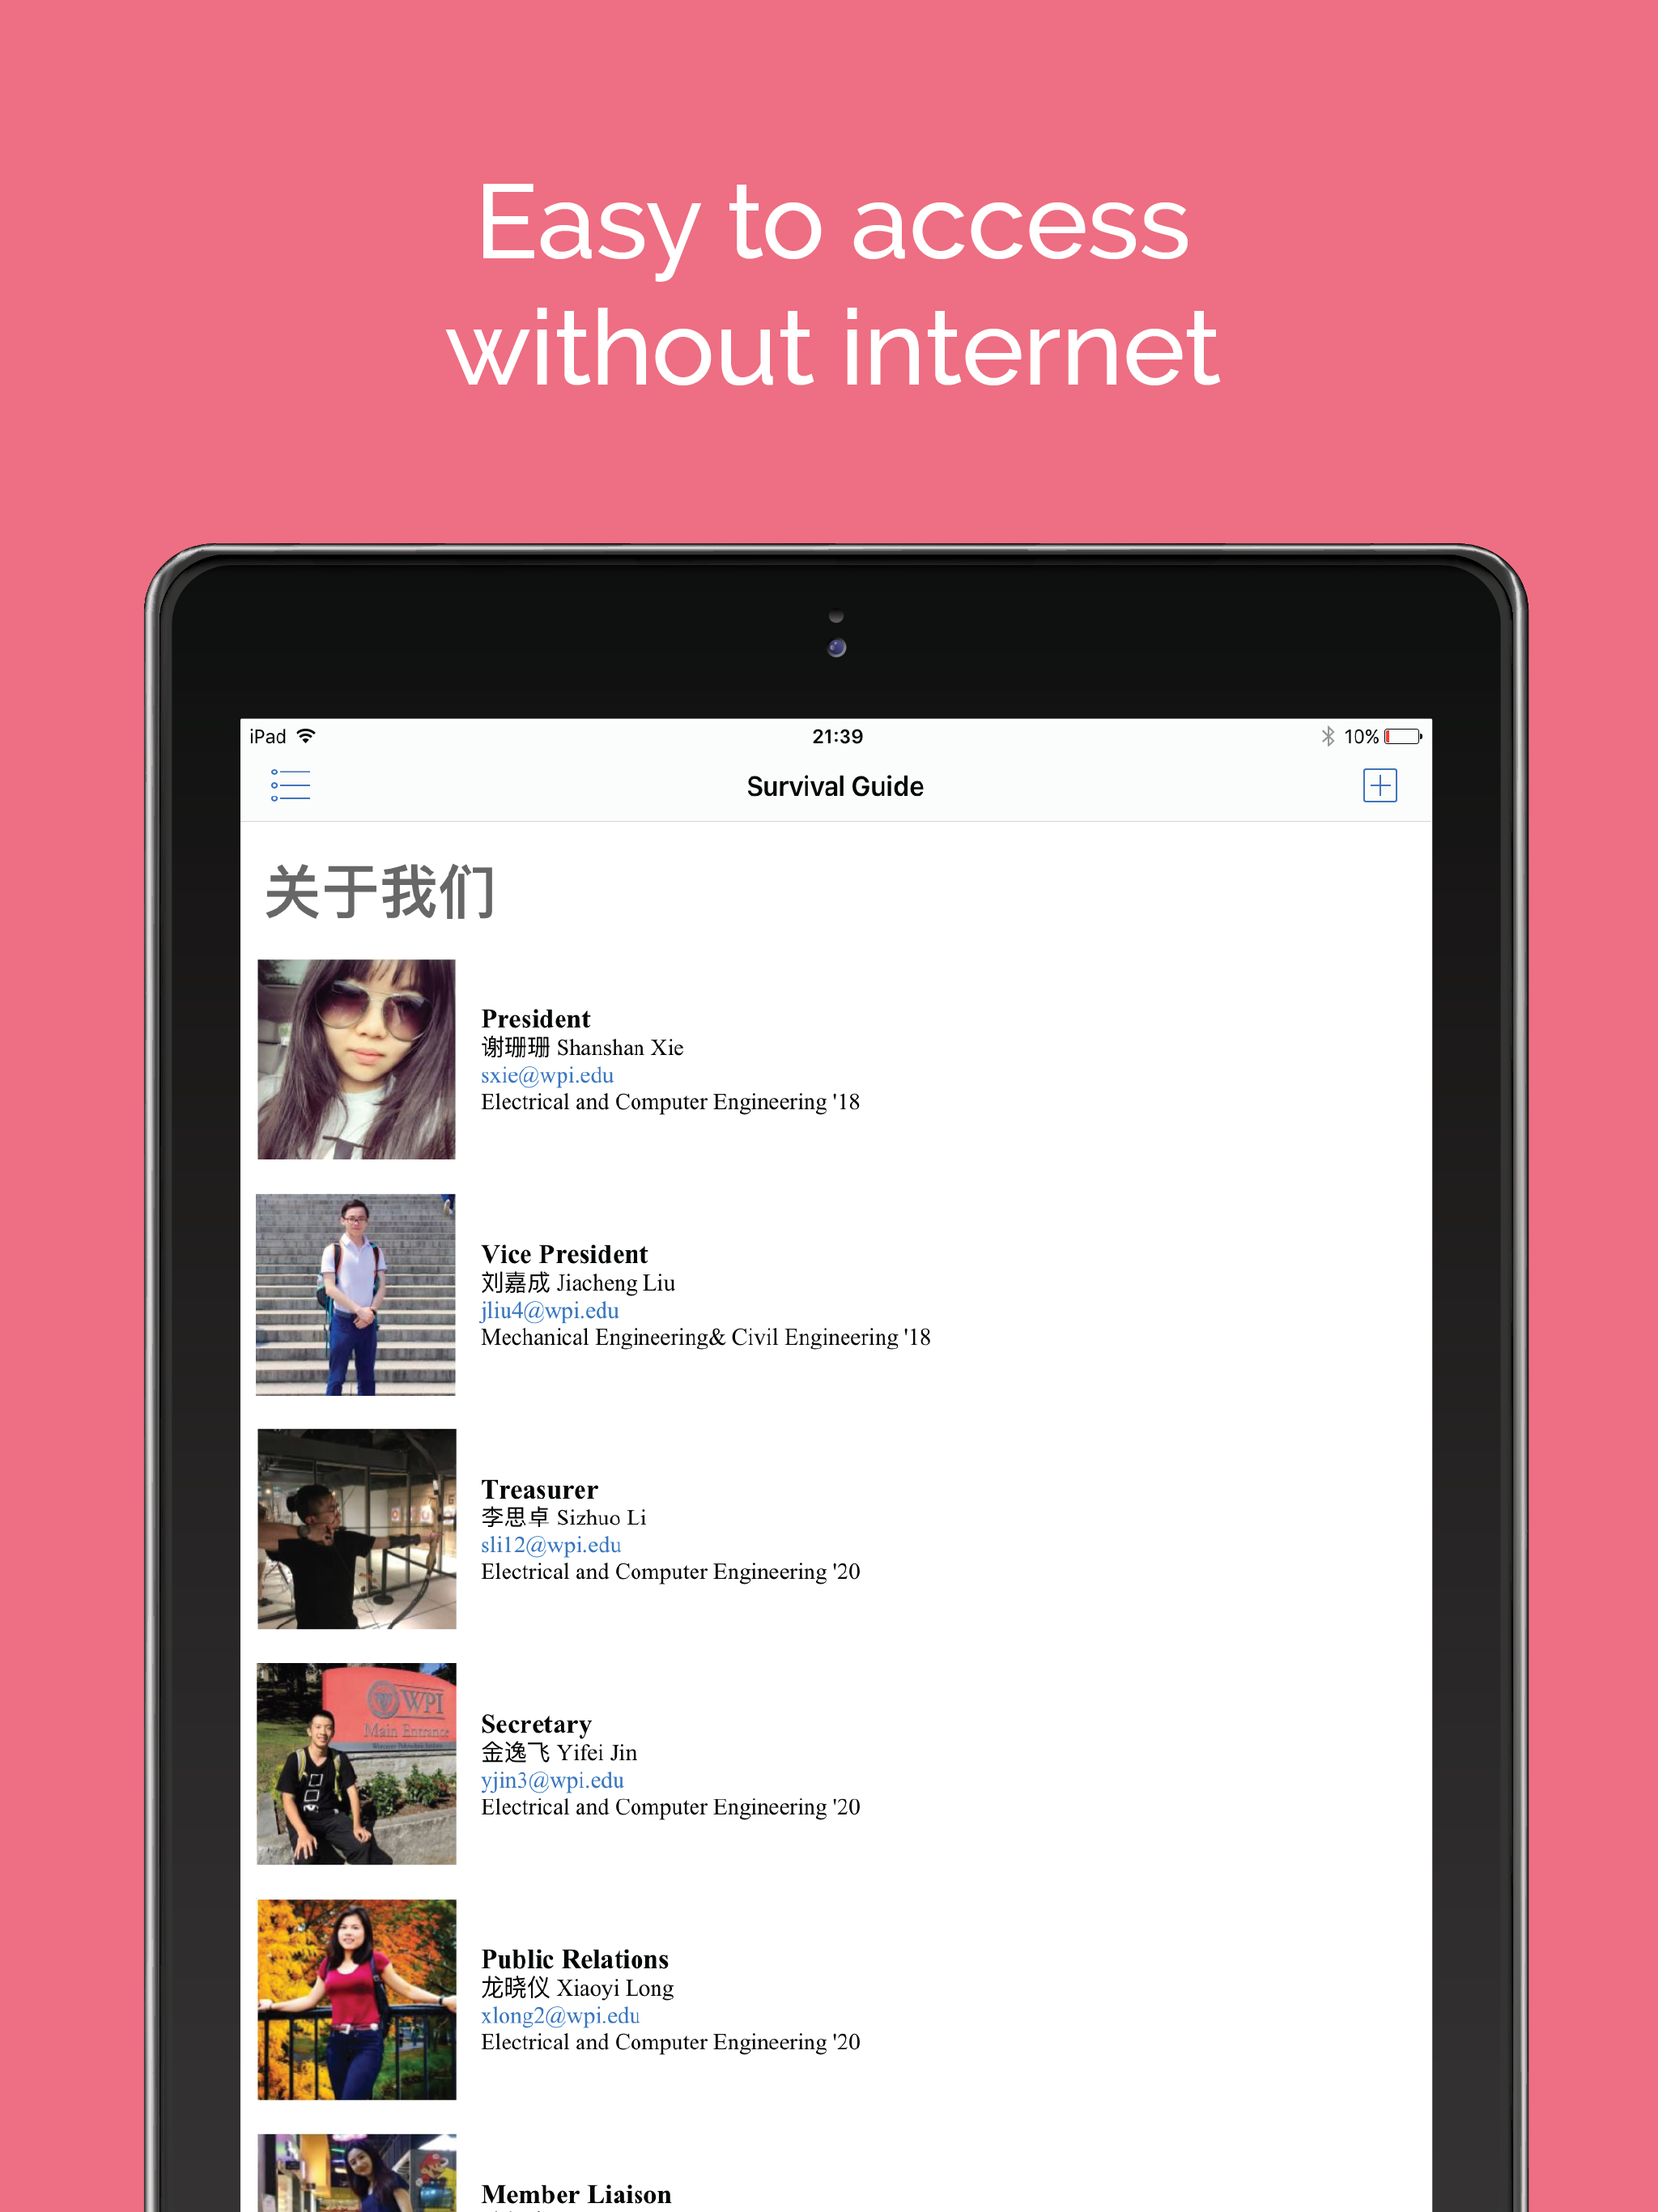 Easy to access
without internet
iPad
21:39
10%
Survival Guide
关于我们
President
谢珊珊 Shanshan Xie
sxie@wpi.edu
Electrical and Computer Engineering '18
Vice President
刘嘉成 Jiacheng Liu
jliu4@wpi.edu
Mechanical Engineering& Civil Engineering '18
Treasurer
李思卓 Sizhuo Li
sli12@wpi.edu
Electrical and Computer Engineering '20
WPI
Main Entrance
Secretary
金逸飞 Yifei Jin
yjin3@wpi.edu
Electrical and Computer Engineering '20
Public Relations
龙晓仪 Xiaoyi Long
xlong2@wpi.edu
Electrical and Computer Engineering '20
Member Liaison